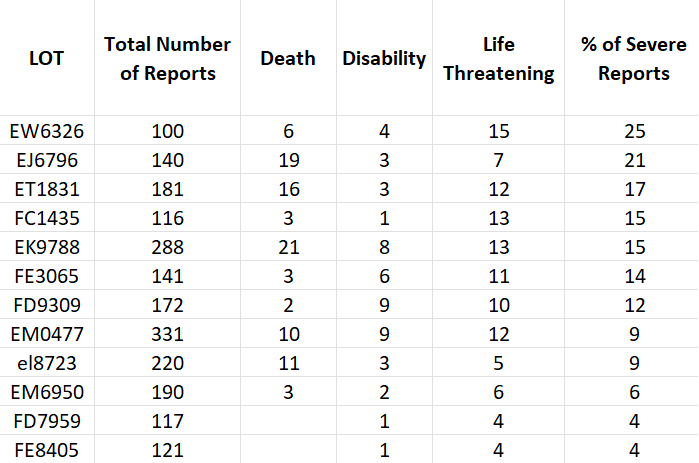 LOT Total Number of Reports Death Disability Life Threatening % of Severe Reports
EW6326 100 6 4 15 25
EJ6796 140 19 3 7 21
ET1831 181 16 3 12 17
FC1435 116 3 1 13 15
EK9788 288 21 8 13 15
FE3065 141 3 6 11 14
FD9309 172 2 9 10 12
EM0477 331 10 9 12 9
el8723 220 11 3 5 9
EM6950 190 3 2 6 6
FD7959 117 1 4 4
FE8405 121 1 4 4